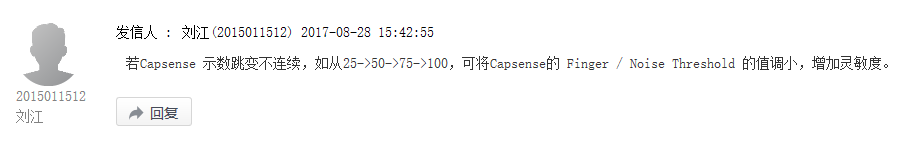 发信人 : 刘江(2015011512) 2017-08-28 15:42:55
若Capsense 示数跳变不连续，如从25->50->75->100，可将Capsense的 Finger / Noise Threshold 的值调小，增加灵敏度。
2015011512
刘江
回复